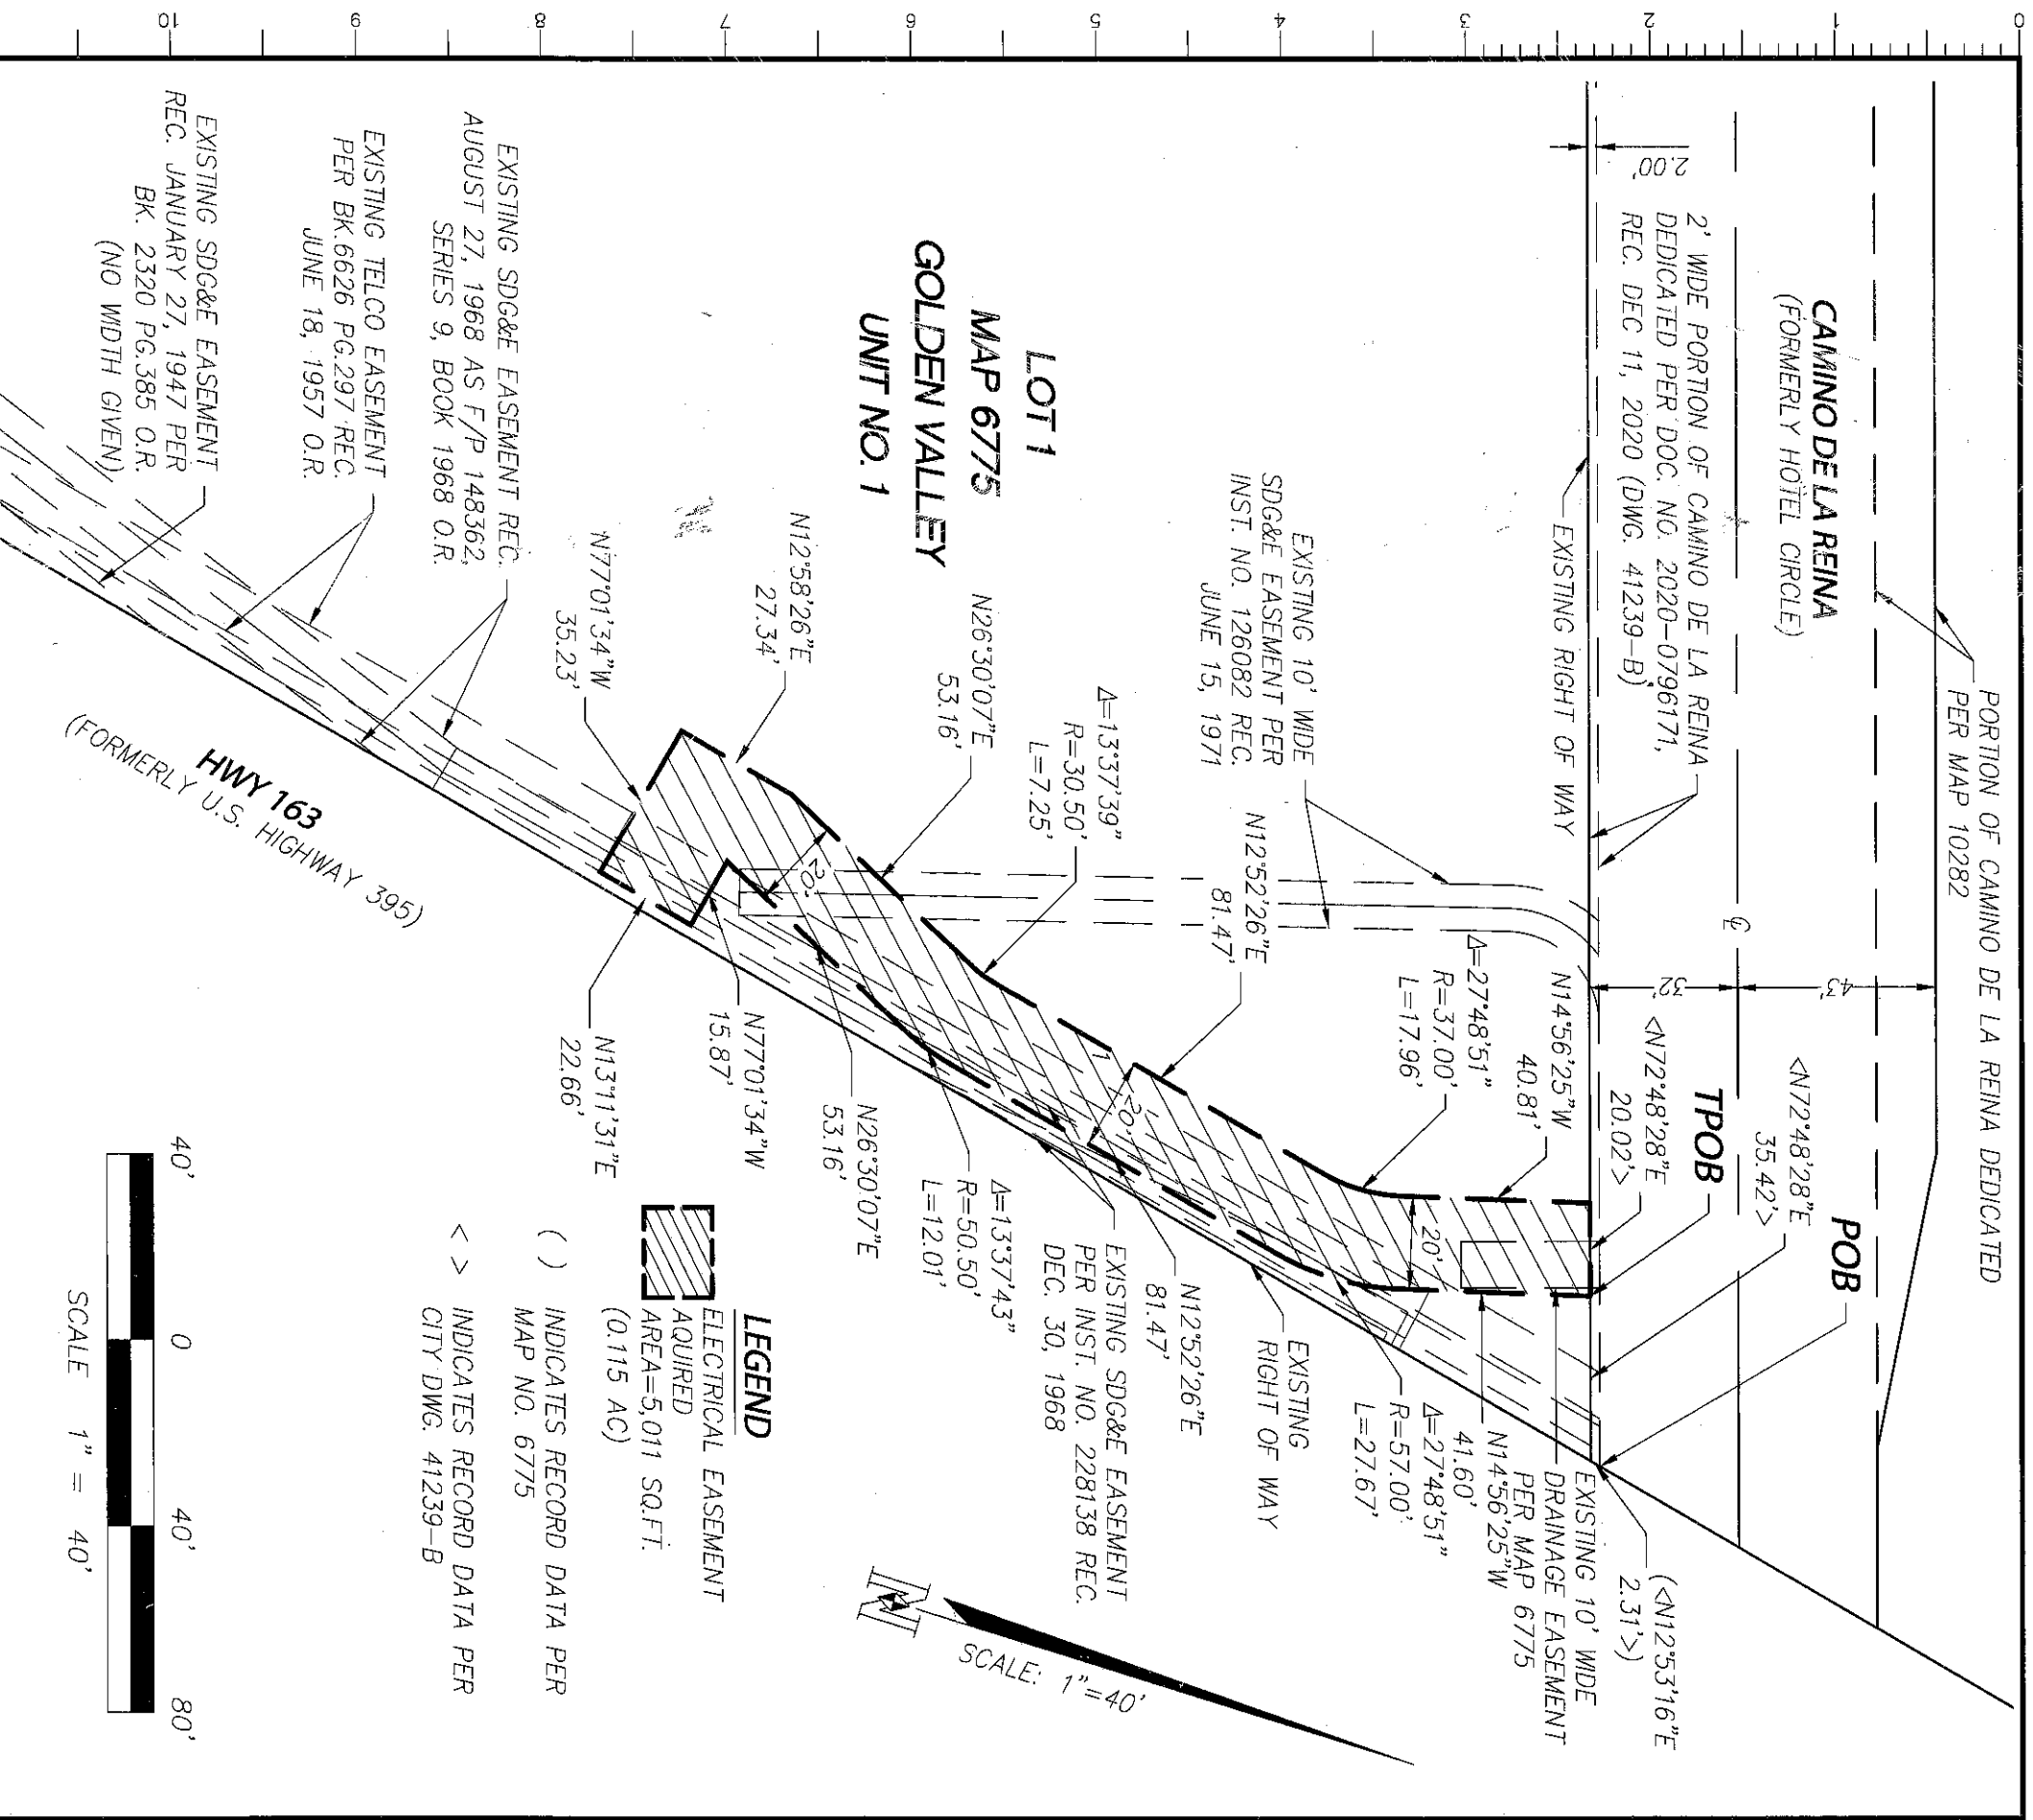 PORTION OF CAMINO DE LA REINA DEDICATED
PER MAP 10282
CAMINO DE LA REINA
(FORMERLY HOTEL CIRCLE)
2' WIDE PORTION OF CAMINO DE LA REINA
DEDICATED PER DOC. NO. 2020-0796171,
REC. DEC 11, 2020 (DWG. 41239-B)
2.00'
EXISTING RIGHT OF WAY
43'
32'
POB
<N72°48'28"E
35.42'>
TPOB
<N72°48'28"E
20.02'>
(<N12°53'16"E
2.31'>)
EXISTING 10' WIDE
DRAINAGE EASEMENT
PER MAP 6775
N14°56'25"W
40.81'
N14°56'25"W
41.60'
Δ=27°48'51"
R=37.00'
L=17.96'
Δ=27°48'51"
R=57.00'
L=27.67'
20'
EXISTING
RIGHT OF WAY
EXISTING 10' WIDE
SDG&E EASEMENT PER
INST. NO. 126082 REC.
JUNE 15, 1971
N12°52'26"E
81.47'
N12°52'26"E
81.47'
20'
EXISTING SDG&E EASEMENT
PER INST. NO. 228138 REC.
DEC. 30, 1968
Δ=13°37'39"
R=30.50'
L=7.25'
Δ=13°37'43"
R=50.50'
L=12.01'
LOT 1
MAP 6775
GOLDEN VALLEY
UNIT NO. 1
N26°30'07"E
53.16'
N26°30'07"E
53.16'
20'
N12°58'26"E
27.34'
N77°01'34"W
15.87'
N77°01'34"W
35.23'
N13°11'31"E
22.66'
EXISTING SDG&E EASEMENT REC.
AUGUST 27, 1968 AS F/P 148362,
SERIES 9, BOOK 1968 O.R.
EXISTING TELCO EASEMENT
PER BK.6626 PG.297 REC.
JUNE 18, 1957 O.R.
EXISTING SDG&E EASEMENT
REC. JANUARY 27, 1947 PER
BK. 2320 PG.385 O.R.
(NO WIDTH GIVEN)
HWY 163
(FORMERLY U.S. HIGHWAY 395)
LEGEND
ELECTRICAL EASEMENT
AQUIRED
AREA=5,011 SQ.FT.
(0.115 AC)
( ) INDICATES RECORD DATA PER
MAP NO. 6775
< > INDICATES RECORD DATA PER
CITY DWG. 41239-B
SCALE: 1"=40'
40' 0 40' 80'
SCALE 1" = 40'
0 1 2 3 4 5 6 7 8 9 10